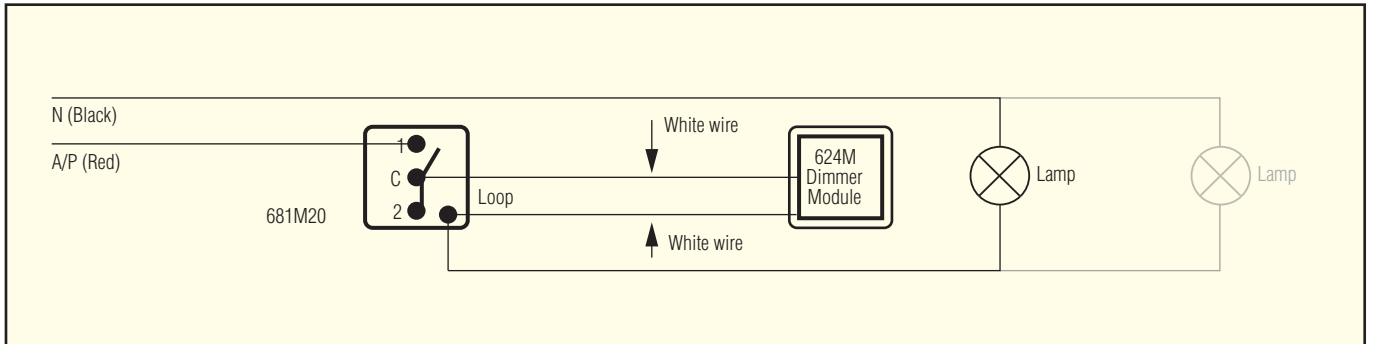 N (Black)
White wire
A/P (Red)
1
C
2
Loop
681M20
624M
Dimmer
Module
White wire
Lamp
Lamp